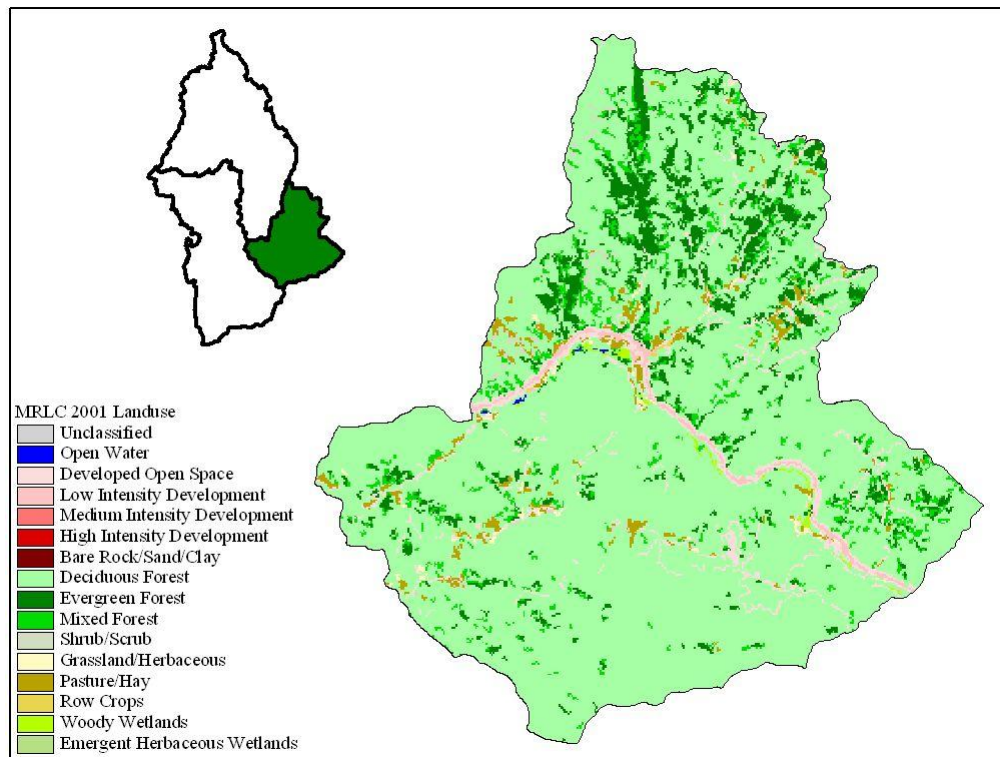 MRLC 2001 Landuse
Unclassified
Open Water
Developed Open Space
Low Intensity Development
Medium Intensity Development
High Intensity Development
Bare Rock/Sand/Clay
Deciduous Forest
Evergreen Forest
Mixed Forest
Shrub/Scrub
Grassland/Herbaceous
Pasture/Hay
Row Crops
Woody Wetlands
Emergent Herbaceous Wetlands